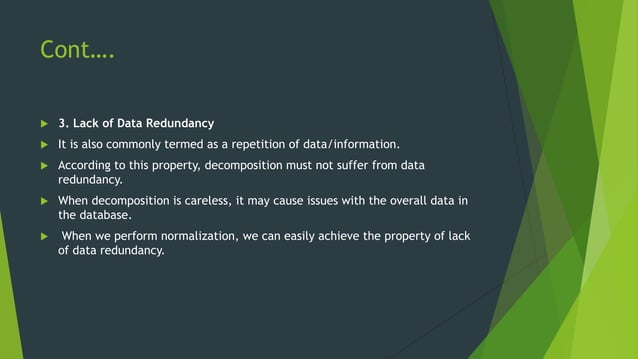 Cont….
3. Lack of Data Redundancy
It is also commonly termed as a repetition of data/information.
According to this property, decomposition must not suffer from data
redundancy.
When decomposition is careless, it may cause issues with the overall data in
the database.
When we perform normalization, we can easily achieve the property of lack
of data redundancy.